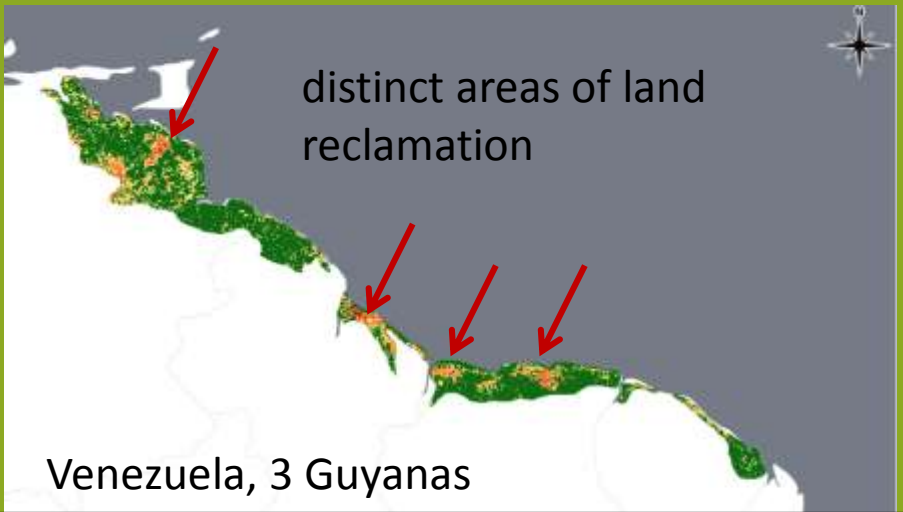 N
distinct areas of land
reclamation
Venezuela, 3 Guyanas